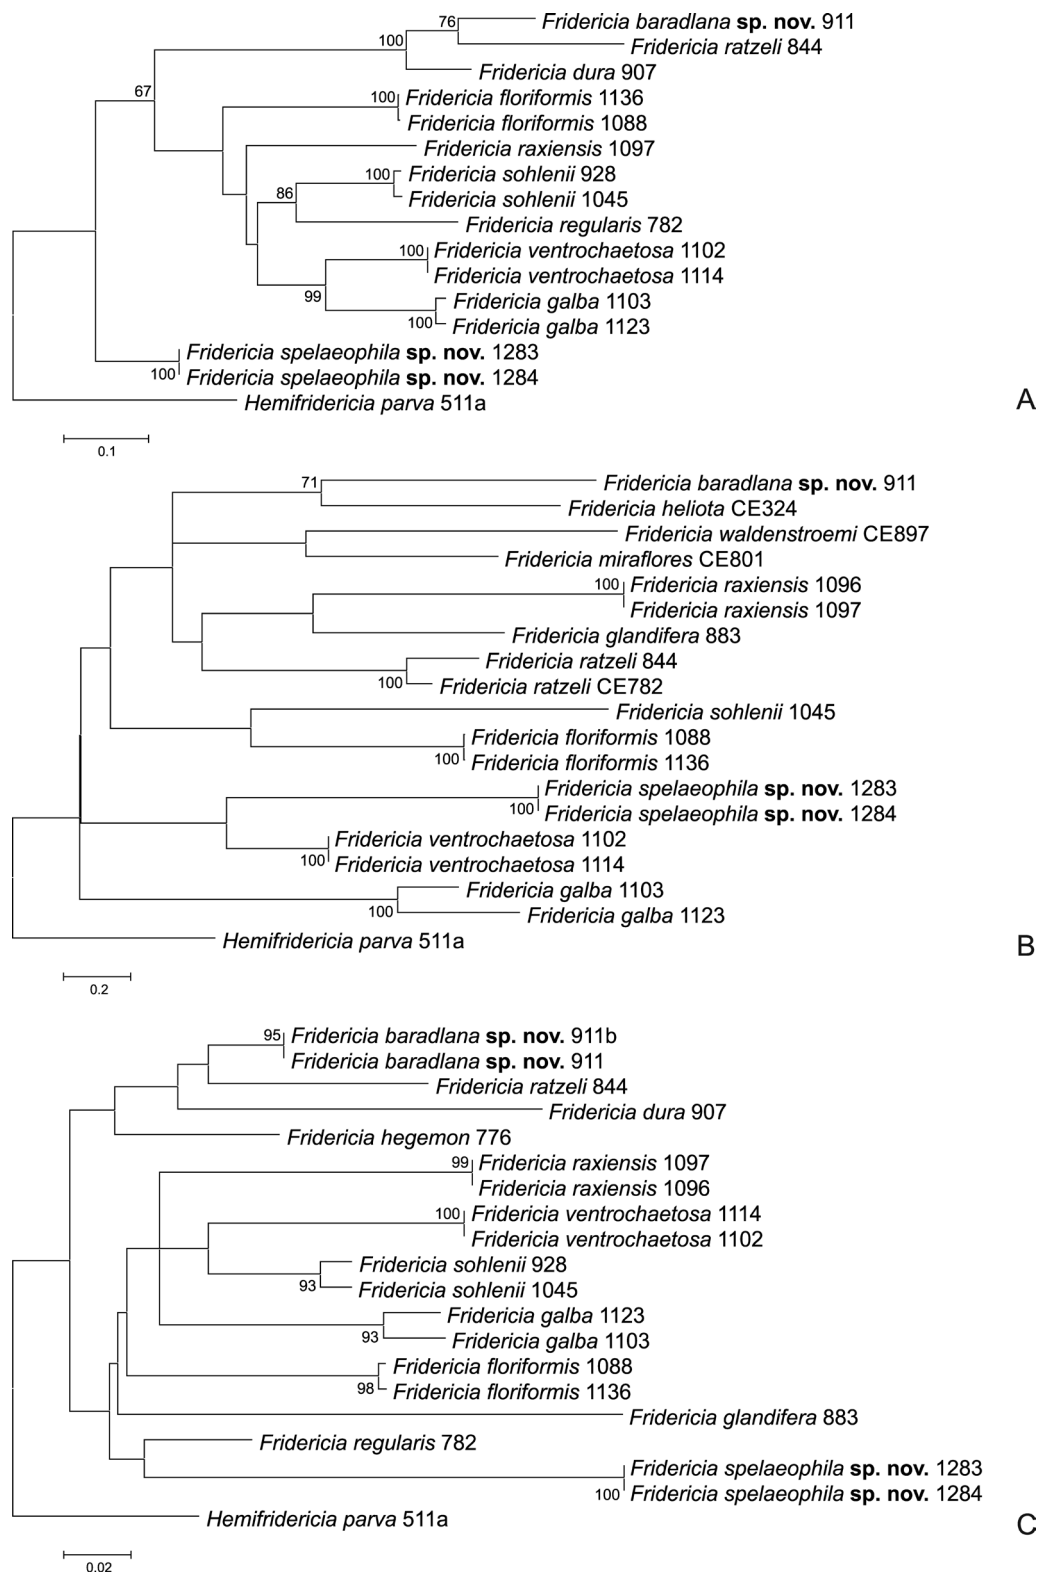 76
Fridericia baradlana sp. nov. 911
100
Fridericia ratzeli 844
Fridericia dura 907
67
100
Fridericia floriformis 1136
Fridericia floriformis 1088
Fridericia raxiensis 1097
100
Fridericia sohlenii 928
86
Fridericia sohlenii 1045
Fridericia regularis 782
100
Fridericia ventrochaetosa 1102
Fridericia ventrochaetosa 1114
99
Fridericia galba 1103
100
Fridericia galba 1123
Fridericia spelaeophila sp. nov. 1283
100
Fridericia spelaeophila sp. nov. 1284
Hemifridericia parva 511a
A
0.1
71
Fridericia baradlana sp. nov. 911
Fridericia heliota CE324
Fridericia waldenstroemi CE897
Fridericia miraflores CE801
100
Fridericia raxiensis 1096
Fridericia raxiensis 1097
Fridericia glandifera 883
Fridericia ratzeli 844
100
Fridericia ratzeli CE782
Fridericia sohlenii 1045
Fridericia floriformis 1088
100
Fridericia floriformis 1136
Fridericia spelaeophila sp. nov. 1283
100
Fridericia spelaeophila sp. nov. 1284
Fridericia ventrochaetosa 1102
100
Fridericia ventrochaetosa 1114
Fridericia galba 1103
100
Fridericia galba 1123
Hemifridericia parva 511a
B
0.2
95
Fridericia baradlana sp. nov. 911b
Fridericia baradlana sp. nov. 911
Fridericia ratzeli 844
Fridericia dura 907
Fridericia hegemon 776
99
Fridericia raxiensis 1097
Fridericia raxiensis 1096
100
Fridericia ventrochaetosa 1114
Fridericia ventrochaetosa 1102
Fridericia sohlenii 928
93
Fridericia sohlenii 1045
Fridericia galba 1123
93
Fridericia galba 1103
Fridericia floriformis 1088
98
Fridericia floriformis 1136
Fridericia glandifera 883
Fridericia regularis 782
Fridericia spelaeophila sp. nov. 1283
100
Fridericia spelaeophila sp. nov. 1284
Hemifridericia parva 511a
C
0.02